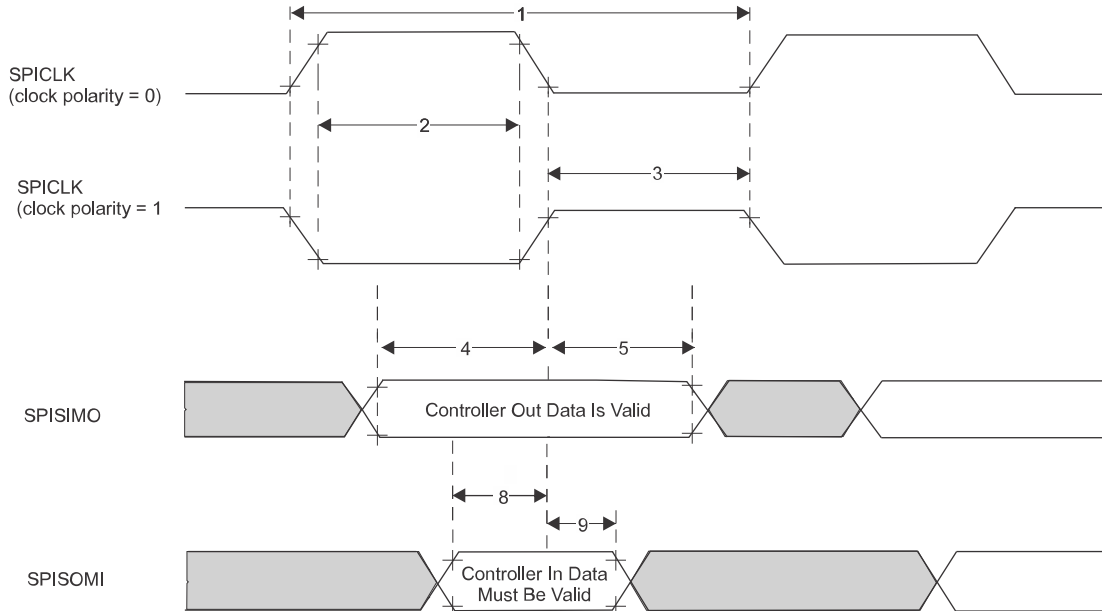 1
SPICLK
(clock polarity = 0)
2
3
SPICLK
(clock polarity = 1
4
5
SPISIMO
Controller Out Data Is Valid
8
9
SPISOMI
Controller In Data
Must Be Valid